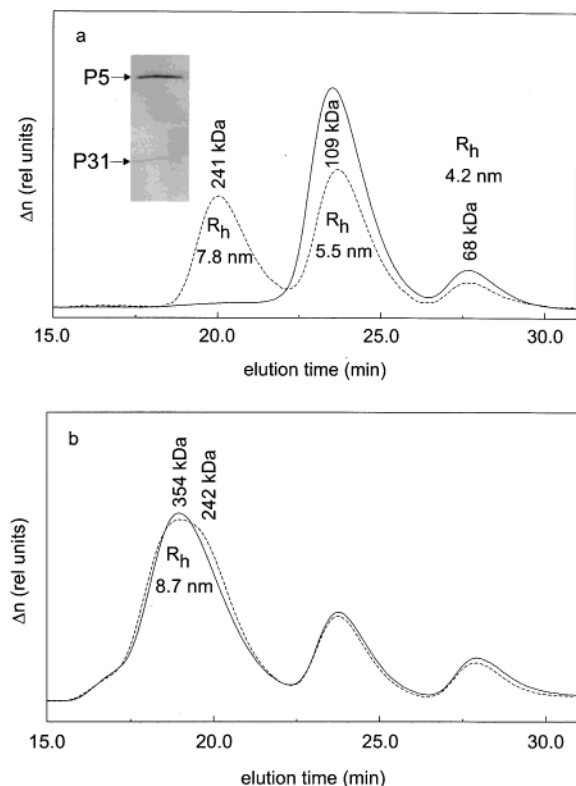 a
P5
P31
Δn (rel units)
241 kDa
Rh
7.8 nm
109 kDa
Rh
5.5 nm
Rh
4.2 nm
68 kDa
15.0 20.0 25.0 30.0
elution time (min)
b
Δn (rel units)
354 kDa
242 kDa
Rh
8.7 nm
15.0 20.0 25.0 30.0
elution time (min)